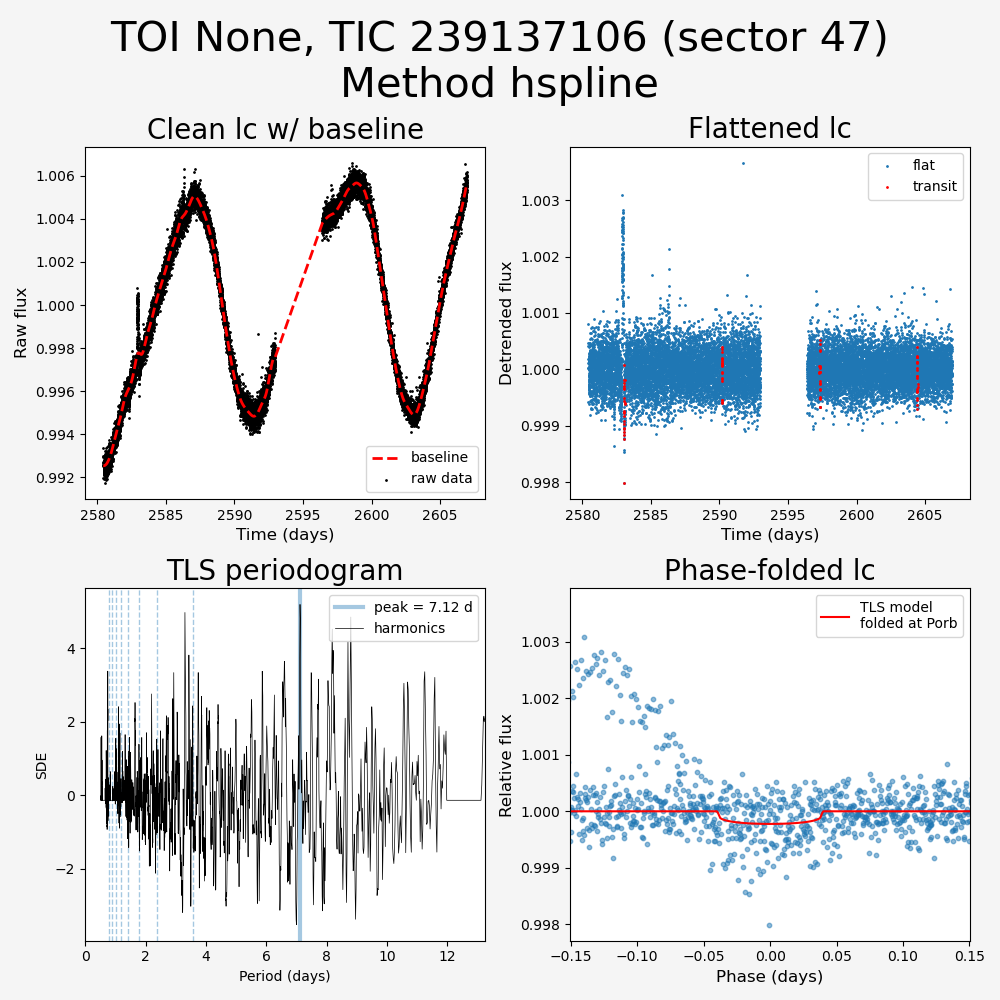 TOI None, TIC 239137106 (sector 47)
Method hspline
Clean lc w/ baseline
Raw flux
1.006
1.004
1.002
1.000
0.998
0.996
0.994
0.992
baseline
raw data
2580
2585
2590
2595
2600
2605
Time (days)
Flattened lc
Detrended flux
1.003
1.002
1.001
1.000
0.999
0.998
flat
transit
2580
2585
2590
2595
2600
2605
Time (days)
TLS periodogram
SDE
4
2
0
−2
peak = 7.12 d
harmonics
0
2
4
6
8
10
12
Period (days)
Phase-folded lc
Relative flux
1.003
1.002
1.001
1.000
0.999
0.998
TLS model
folded at Porb
−0.15
−0.10
−0.05
0.00
0.05
0.10
0.15
Phase (days)